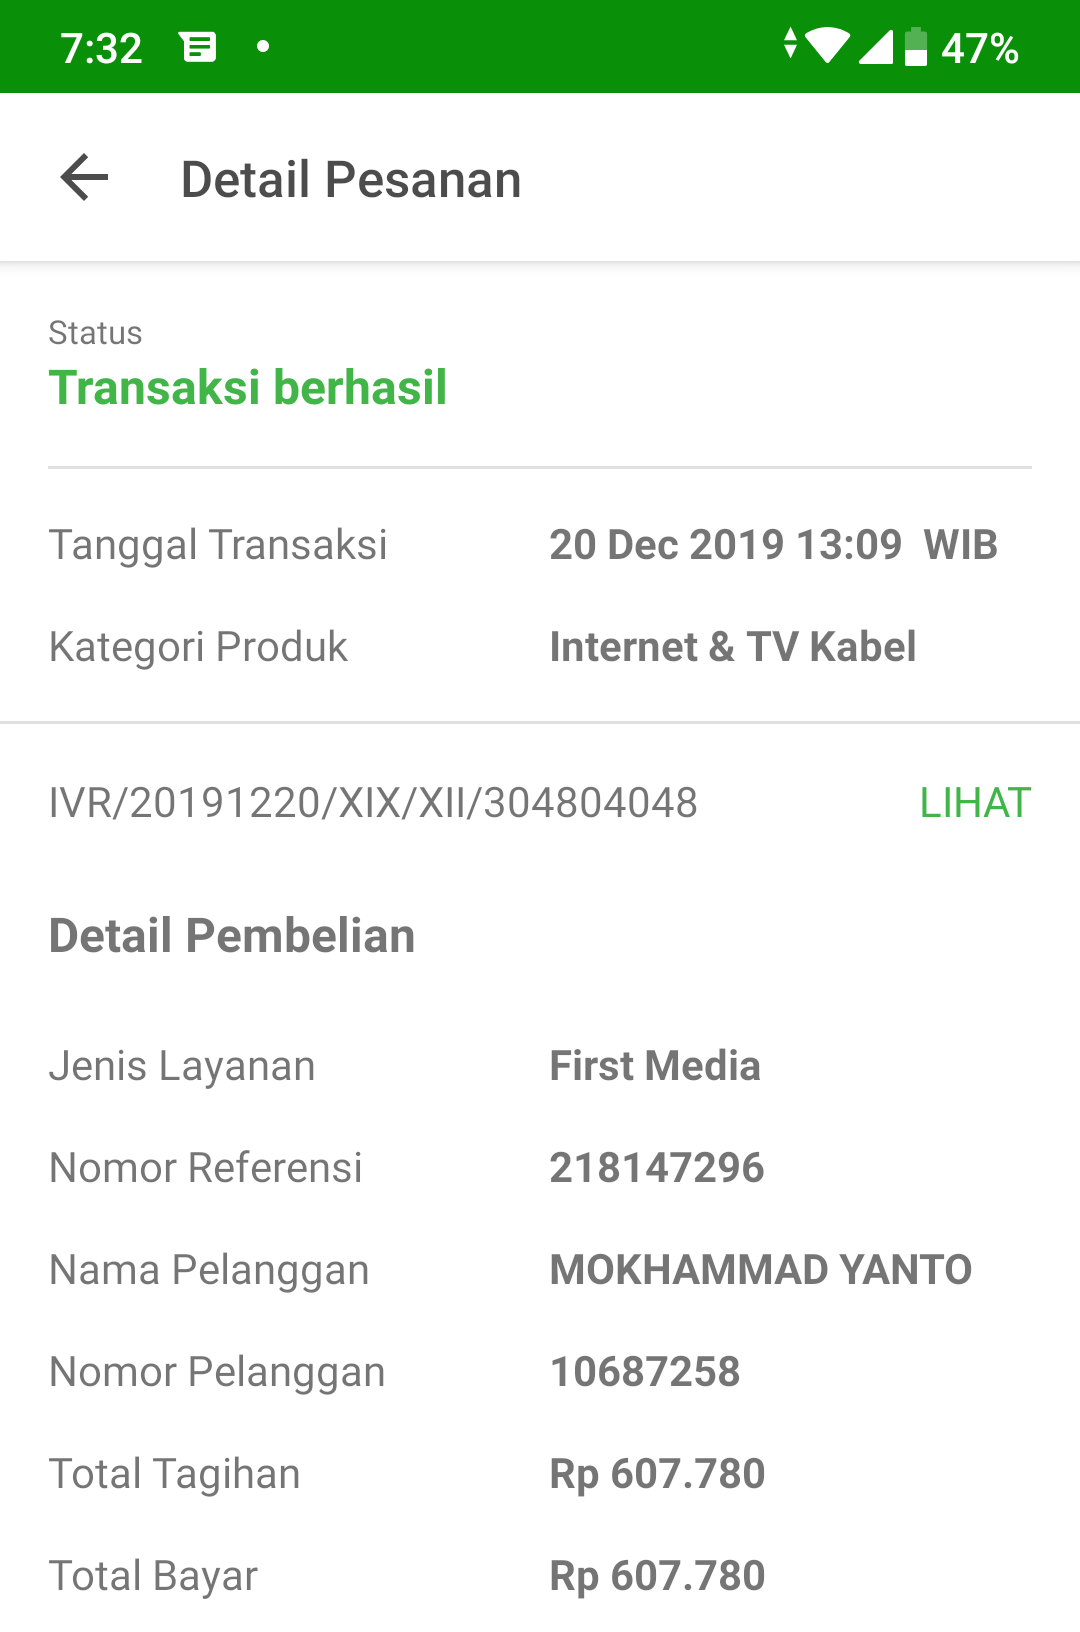 7:32
47%
Detail Pesanan
Status
Transaksi berhasil
Tanggal Transaksi 20 Dec 2019 13:09 WIB
Kategori Produk Internet & TV Kabel
IVR/20191220/XIX/XII/304804048 LIHAT
Detail Pembelian
Jenis Layanan First Media
Nomor Referensi 218147296
Nama Pelanggan MOKHAMMAD YANTO
Nomor Pelanggan 10687258
Total Tagihan Rp 607.780
Total Bayar Rp 607.780